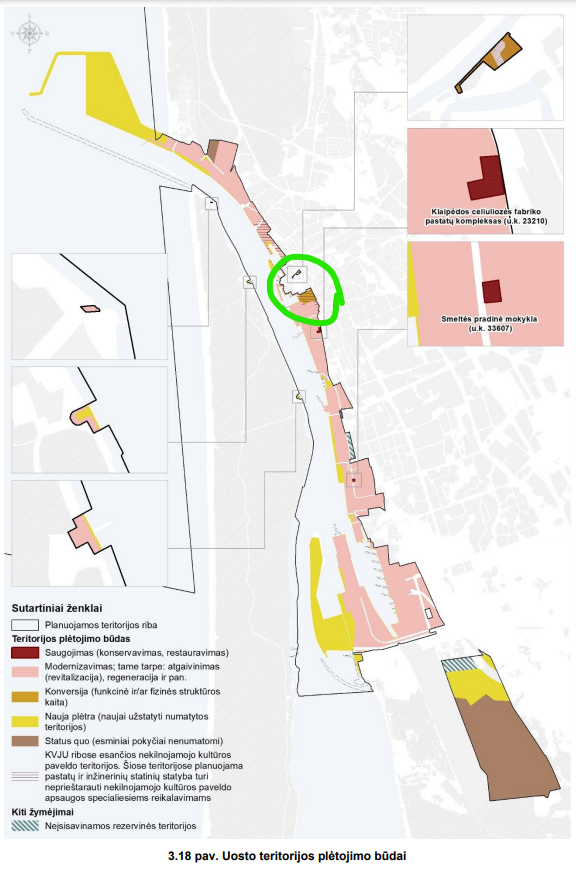 Š
V
R
P
Klaipėdos celiuliozės fabriko
pastatų kompleksas (u.k. 23210)
Smeltės pradinė mokykla
(u.k. 33607)
Sutartiniai ženklai
Planuojamos teritorijos riba
Teritorijos plėtojimo būdas
Saugojimas (konservavimas, restauravimas)
Modernizavimas; tame tarpe: atgaivinimas
(revitalizacija), regeneracija ir pan.
Konversija (funkcinė ir/ar fizinės struktūros
kaita)
Nauja plėtra (naujai užstatyti numatytos
teritorijos)
Status quo (esminiai pokyčiai nenumatomi)
KVJU ribose esančios nekilnojamojo kultūros
paveldo teritorijos. Šiose teritorijose planuojama
pastatų ir inžinerinių statinių statyba turi
neprieštarauti nekilnojamojo kultūros paveldo
apsaugos specialiesiems reikalavimams
Kiti žymėjimai
Neįsisavinamos rezervinės teritorijos
3.18 pav. Uosto teritorijos plėtojimo būdai